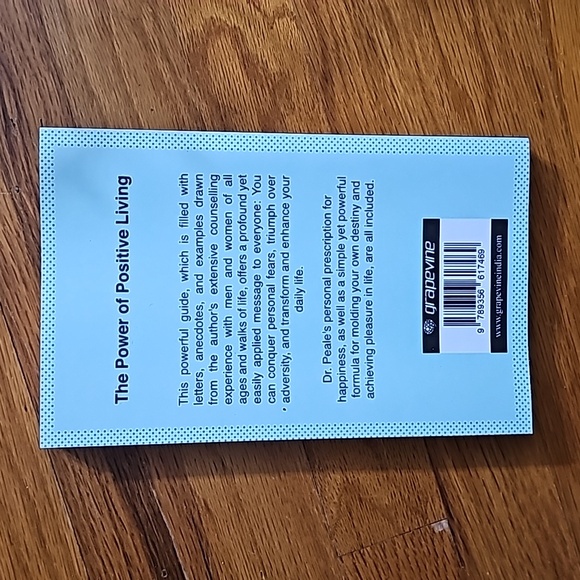 The Power of Positive Living
This powerful guide, which is filled with
letters, anecdotes, and examples drawn
from the author's extensive counselling
experience with men and women of all
ages and walks of life, offers a profound yet
easily applied message to everyone: You
can conquer personal fears, triumph over
adversity, and transform and enhance your
daily life.
Dr. Peale's personal prescription for
happiness, as well as a simple yet powerful
formula for molding your own destiny and
achieving pleasure in life, are all included.
grapevine
9 789356 617469
www.grapevineindia.com